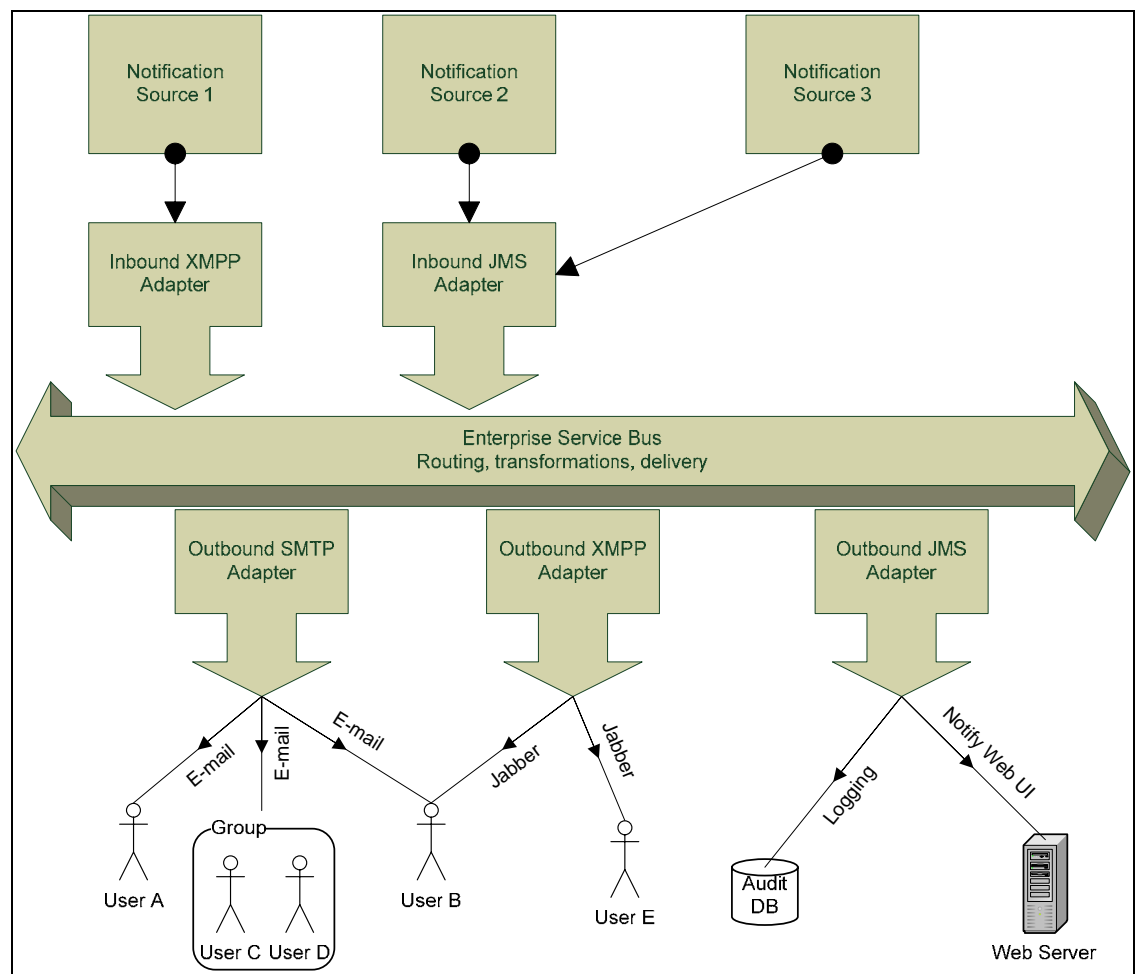 Notification
Source 1
Notification
Source 2
Notification
Source 3
Inbound XMPP
Adapter
Inbound JMS
Adapter
Enterprise Service Bus
Routing, transformations, delivery
Outbound SMTP
Adapter
Outbound XMPP
Adapter
Outbound JMS
Adapter
E-mail
E-mail
E-mail
Jabber
Jabber
Logging
Notify Web UI
Group
User A
User C
User D
User B
User E
Audit
DB
Web Server